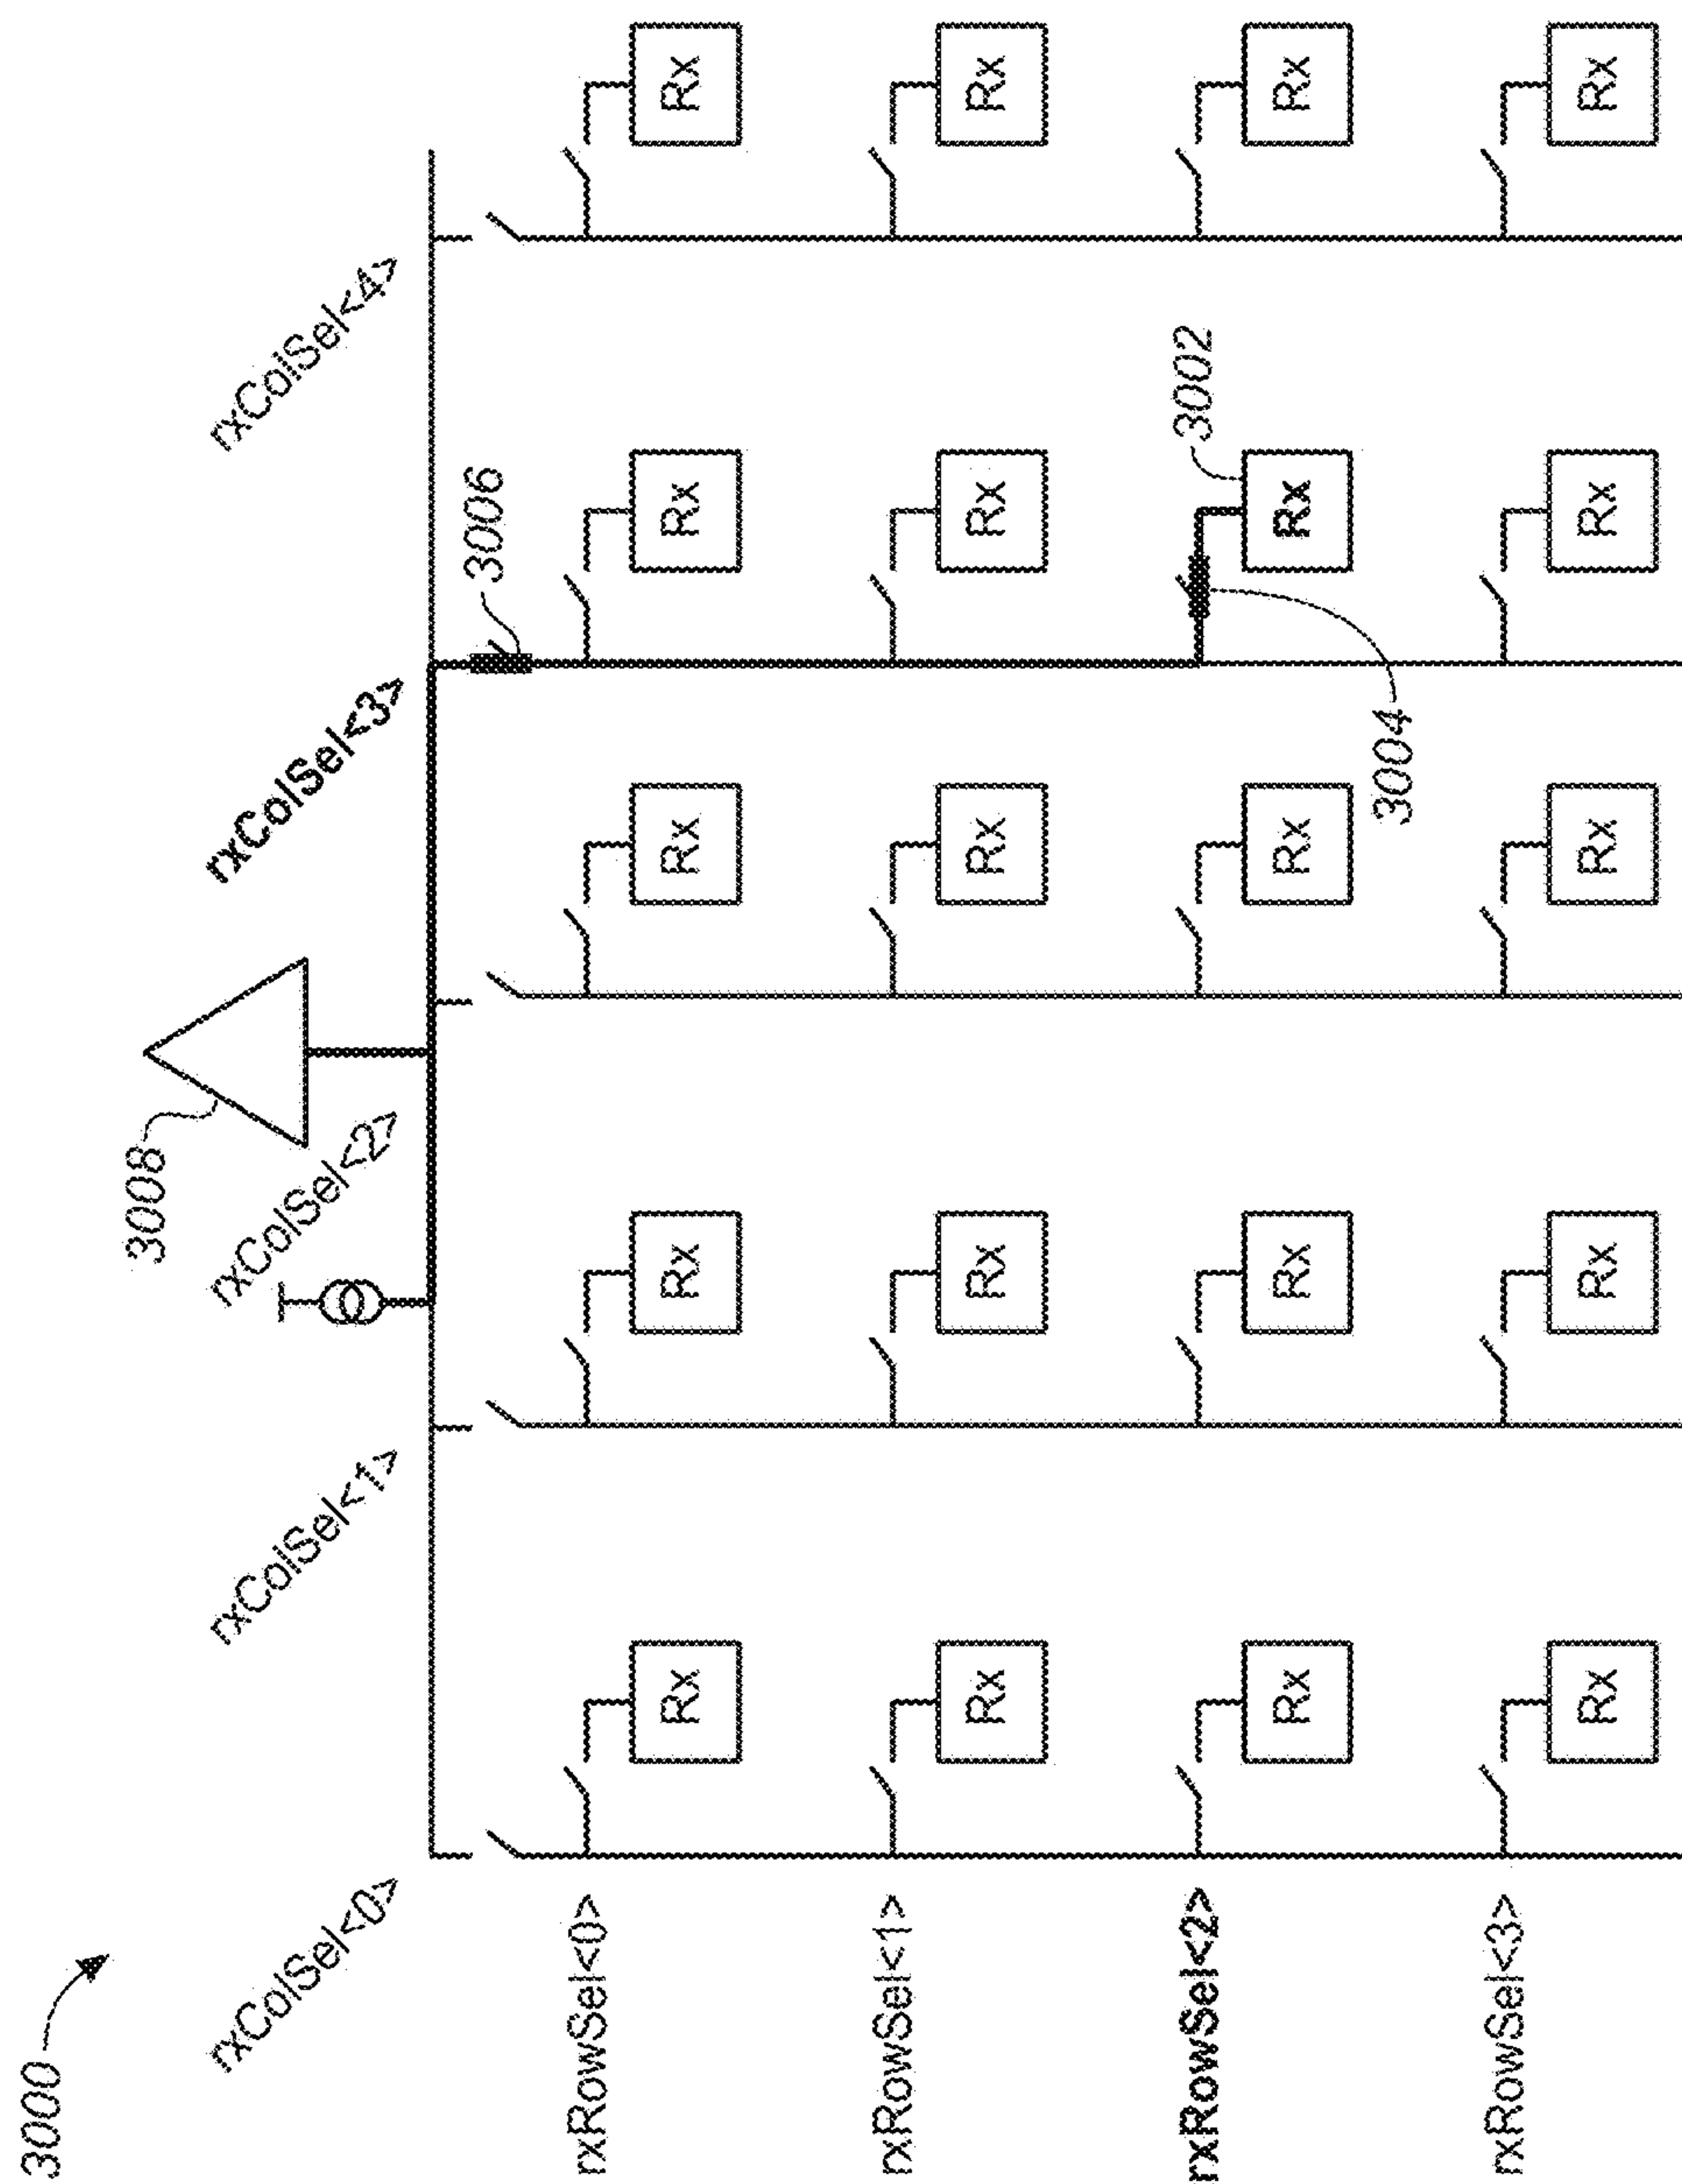 3000
3008
rxColSel<0>
rxColSel<1>
rxColSel<2>
rxColSel<3>
rxColSel<4>
3006
rxRowSel<0>
Rx Rx Rx Rx Rx
rxRowSel<1>
Rx Rx Rx Rx Rx
rxRowSel<2>
3002
Rx Rx Rx Rx Rx
3004
rxRowSel<3>
Rx Rx Rx Rx Rx